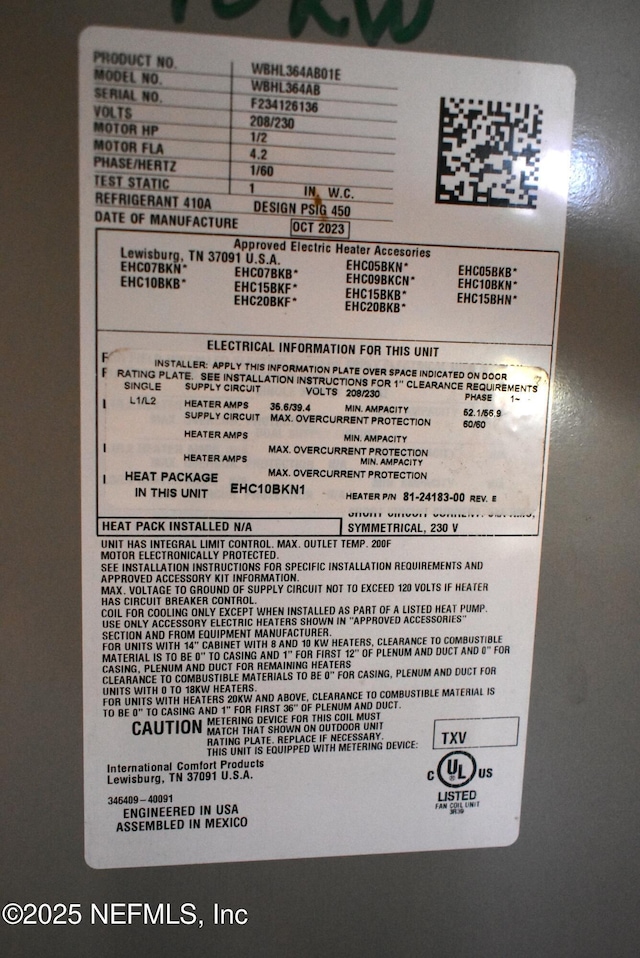 10 KW
PRODUCT NO. WBHL364AB01E
MODEL NO. WBHL364AB
SERIAL NO. F234126136
VOLTS 208/230
MOTOR HP 1/2
MOTOR FLA 4.2
PHASE/HERTZ 1/60
TEST STATIC 1 IN. W.C.
REFRIGERANT 410A DESIGN PSIG 450
DATE OF MANUFACTURE OCT 2023
Approved Electric Heater Accesories
Lewisburg, TN 37091 U.S.A.
EHC07BKN* EHC07BKB* EHC05BKN* EHC05BKB*
EHC10BKB* EHC15BKF* EHC09BKCN* EHC10BKN*
EHC20BKF* EHC15BKB* EHC15BHN*
EHC20BKB*
ELECTRICAL INFORMATION FOR THIS UNIT
INSTALLER: APPLY THIS INFORMATION PLATE OVER SPACE INDICATED ON DOOR
RATING PLATE. SEE INSTALLATION INSTRUCTIONS FOR 1" CLEARANCE REQUIREMENTS
SINGLE SUPPLY CIRCUIT VOLTS 208/230 PHASE 1~
L1/L2 HEATER AMPS 36.6/39.4 MIN. AMPACITY 52.1/56.9
SUPPLY CIRCUIT MAX. OVERCURRENT PROTECTION 60/60
HEATER AMPS MIN. AMPACITY
MAX. OVERCURRENT PROTECTION
HEATER AMPS MIN. AMPACITY
MAX. OVERCURRENT PROTECTION
HEAT PACKAGE
IN THIS UNIT EHC10BKN1 HEATER P/N 81-24183-00 REV. E
HEAT PACK INSTALLED N/A SYMMETRICAL, 230 V
UNIT HAS INTEGRAL LIMIT CONTROL. MAX. OUTLET TEMP. 200F
MOTOR ELECTRONICALLY PROTECTED.
SEE INSTALLATION INSTRUCTIONS FOR SPECIFIC INSTALLATION REQUIREMENTS AND
APPROVED ACCESSORY KIT INFORMATION.
MAX. VOLTAGE TO GROUND OF SUPPLY CIRCUIT NOT TO EXCEED 120 VOLTS IF HEATER
HAS CIRCUIT BREAKER CONTROL.
COIL FOR COOLING ONLY EXCEPT WHEN INSTALLED AS PART OF A LISTED HEAT PUMP.
USE ONLY ACCESSORY ELECTRIC HEATERS SHOWN IN "APPROVED ACCESSORIES"
SECTION AND FROM EQUIPMENT MANUFACTURER.
FOR UNITS WITH 14" CABINET WITH 8 AND 10 KW HEATERS, CLEARANCE TO COMBUSTIBLE
MATERIAL IS TO BE 0" TO CASING AND 1" FOR FIRST 12" OF PLENUM AND DUCT AND 0" FOR
CASING, PLENUM AND DUCT FOR REMAINING HEATERS
CLEARANCE TO COMBUSTIBLE MATERIALS TO BE 0" FOR CASING, PLENUM AND DUCT FOR
UNITS WITH 0 TO 18KW HEATERS.
FOR UNITS WITH HEATERS 20KW AND ABOVE, CLEARANCE TO COMBUSTIBLE MATERIAL IS
TO BE 0" TO CASING AND 1" FOR FIRST 36" OF PLENUM AND DUCT.
CAUTION METERING DEVICE FOR THIS COIL MUST
MATCH THAT SHOWN ON OUTDOOR UNIT
RATING PLATE. REPLACE IF NECESSARY.
THIS UNIT IS EQUIPPED WITH METERING DEVICE: TXV
International Comfort Products
Lewisburg, TN 37091 U.S.A.
C UL US
LISTED
FAN COIL UNIT
3R39
346409-40091
ENGINEERED IN USA
ASSEMBLED IN MEXICO
©2025 NEFMLS, Inc